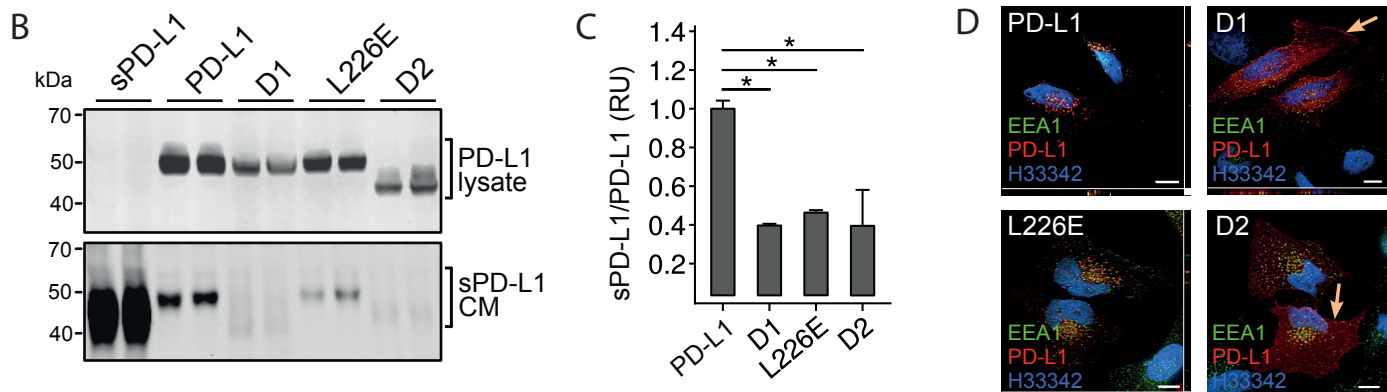 B
kDa
sPD-L1
PD-L1
D1
L226E
D2
70
50
40
PD-L1
lysate
70
50
40
sPD-L1
CM
C
sPD-L1/PD-L1 (RU)
1.4
1.2
1.0
0.8
0.6
0.4
0.2
*
*
*
PD-L1
D1
L226E
D2
D
PD-L1
EEA1
PD-L1
H33342
D1
EEA1
PD-L1
H33342
L226E
EEA1
PD-L1
H33342
D2
EEA1
PD-L1
H33342